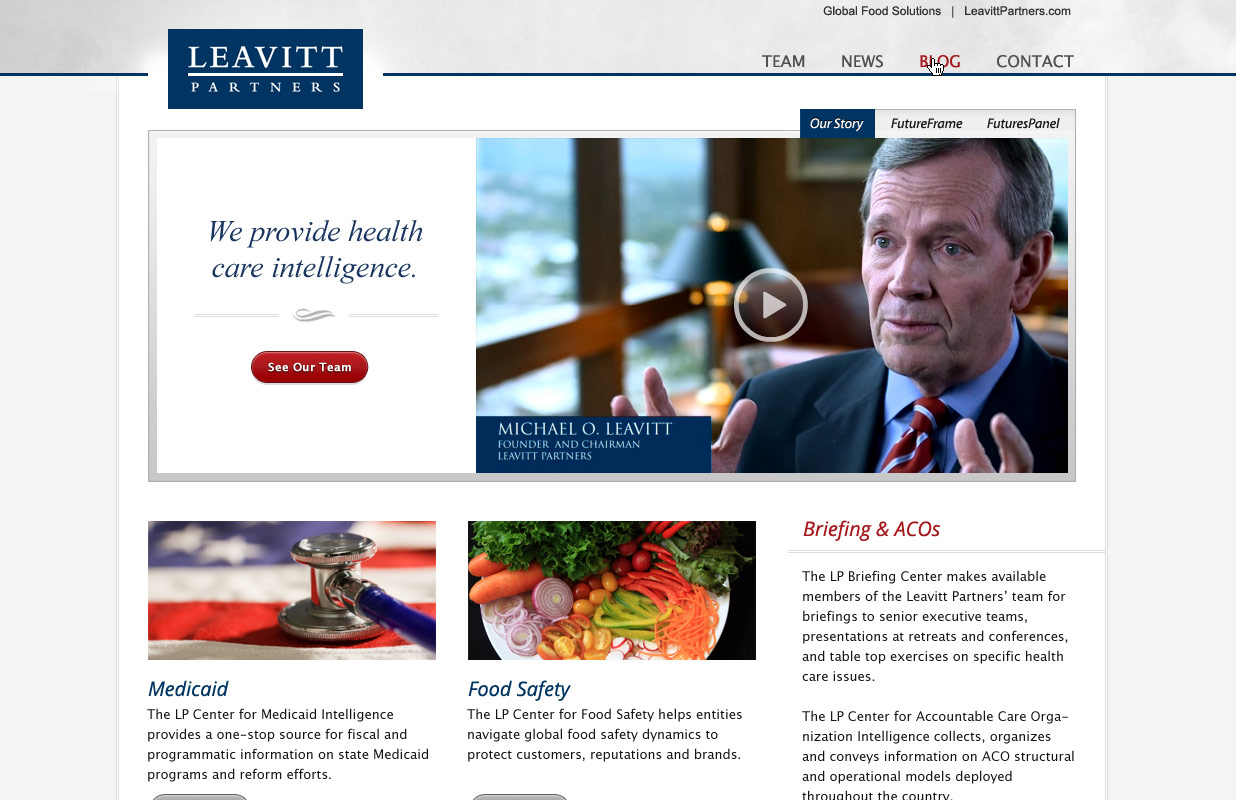 Global Food Solutions | LeavittPartners.com
LEAVITT
PARTNERS
TEAM NEWS BLOG CONTACT
Our Story FutureFrame FuturesPanel
We provide health
care intelligence.
See Our Team
MICHAEL O. LEAVITT
FOUNDER AND CHAIRMAN
LEAVITT PARTNERS
Medicaid
The LP Center for Medicaid Intelligence
provides a one-stop source for fiscal and
programmatic information on state Medicaid
programs and reform efforts.
Food Safety
The LP Center for Food Safety helps entities
navigate global food safety dynamics to
protect customers, reputations and brands.
Briefing & ACOs
The LP Briefing Center makes available
members of the Leavitt Partners’ team for
briefings to senior executive teams,
presentations at retreats and conferences,
and table top exercises on specific health
care issues.
The LP Center for Accountable Care Orga-
nization Intelligence collects, organizes
and conveys information on ACO structural
and operational models deployed
throughout the country.